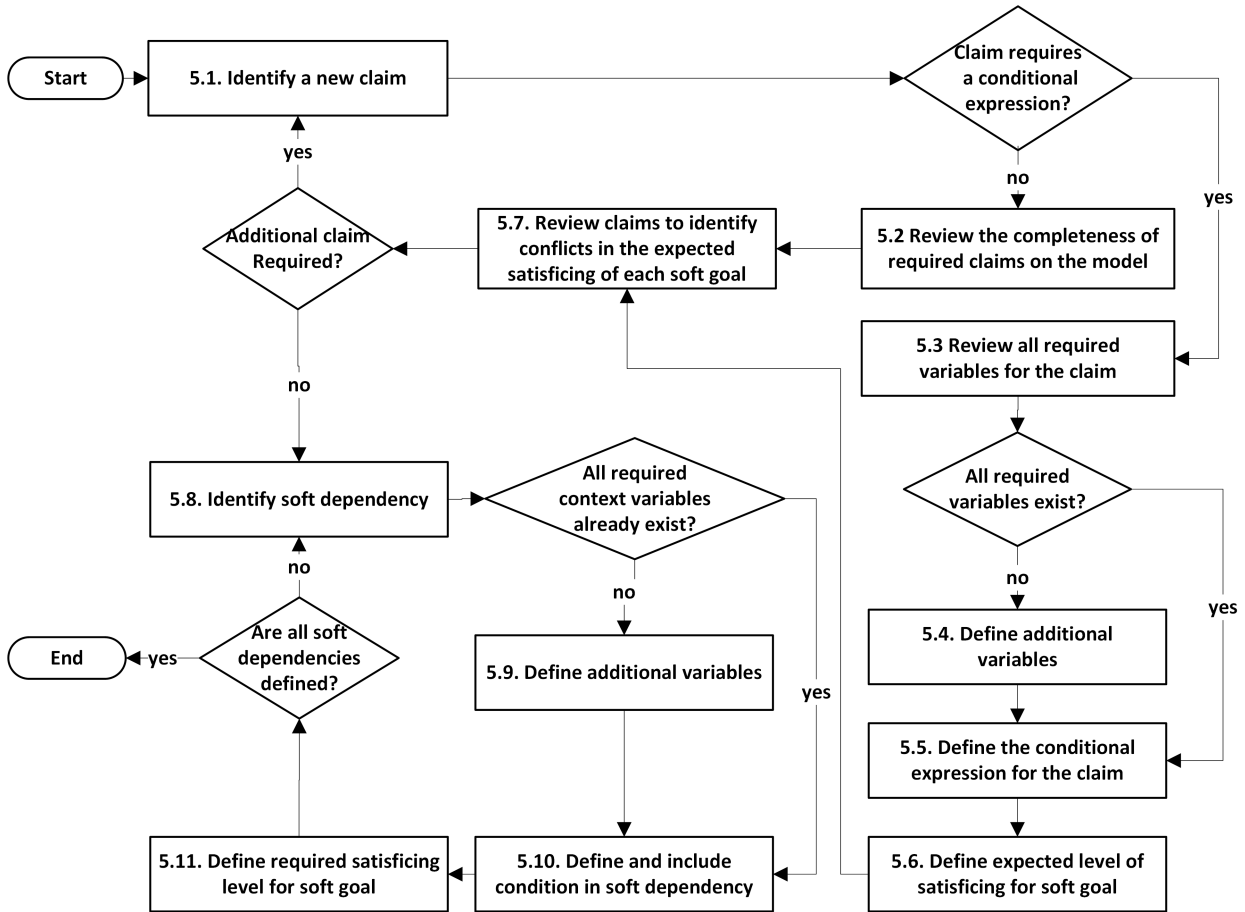 Start
5.1. Identify a new claim
Claim requires
a conditional
expression?
yes
no
yes
Additional claim
Required?
5.7. Review claims to identify
conflicts in the expected
satisficing of each soft goal
5.2 Review the completeness of
required claims on the model
5.3 Review all required
variables for the claim
no
5.8. Identify soft dependency
All required
context variables
already exist?
All required
variables exist?
no
no
no
yes
End
yes
Are all soft
dependencies
defined?
5.9. Define additional variables
yes
5.4. Define additional
variables
5.5. Define the conditional
expression for the claim
5.11. Define required satisficing
level for soft goal
5.10. Define and include
condition in soft dependency
5.6. Define expected level of
satisficing for soft goal